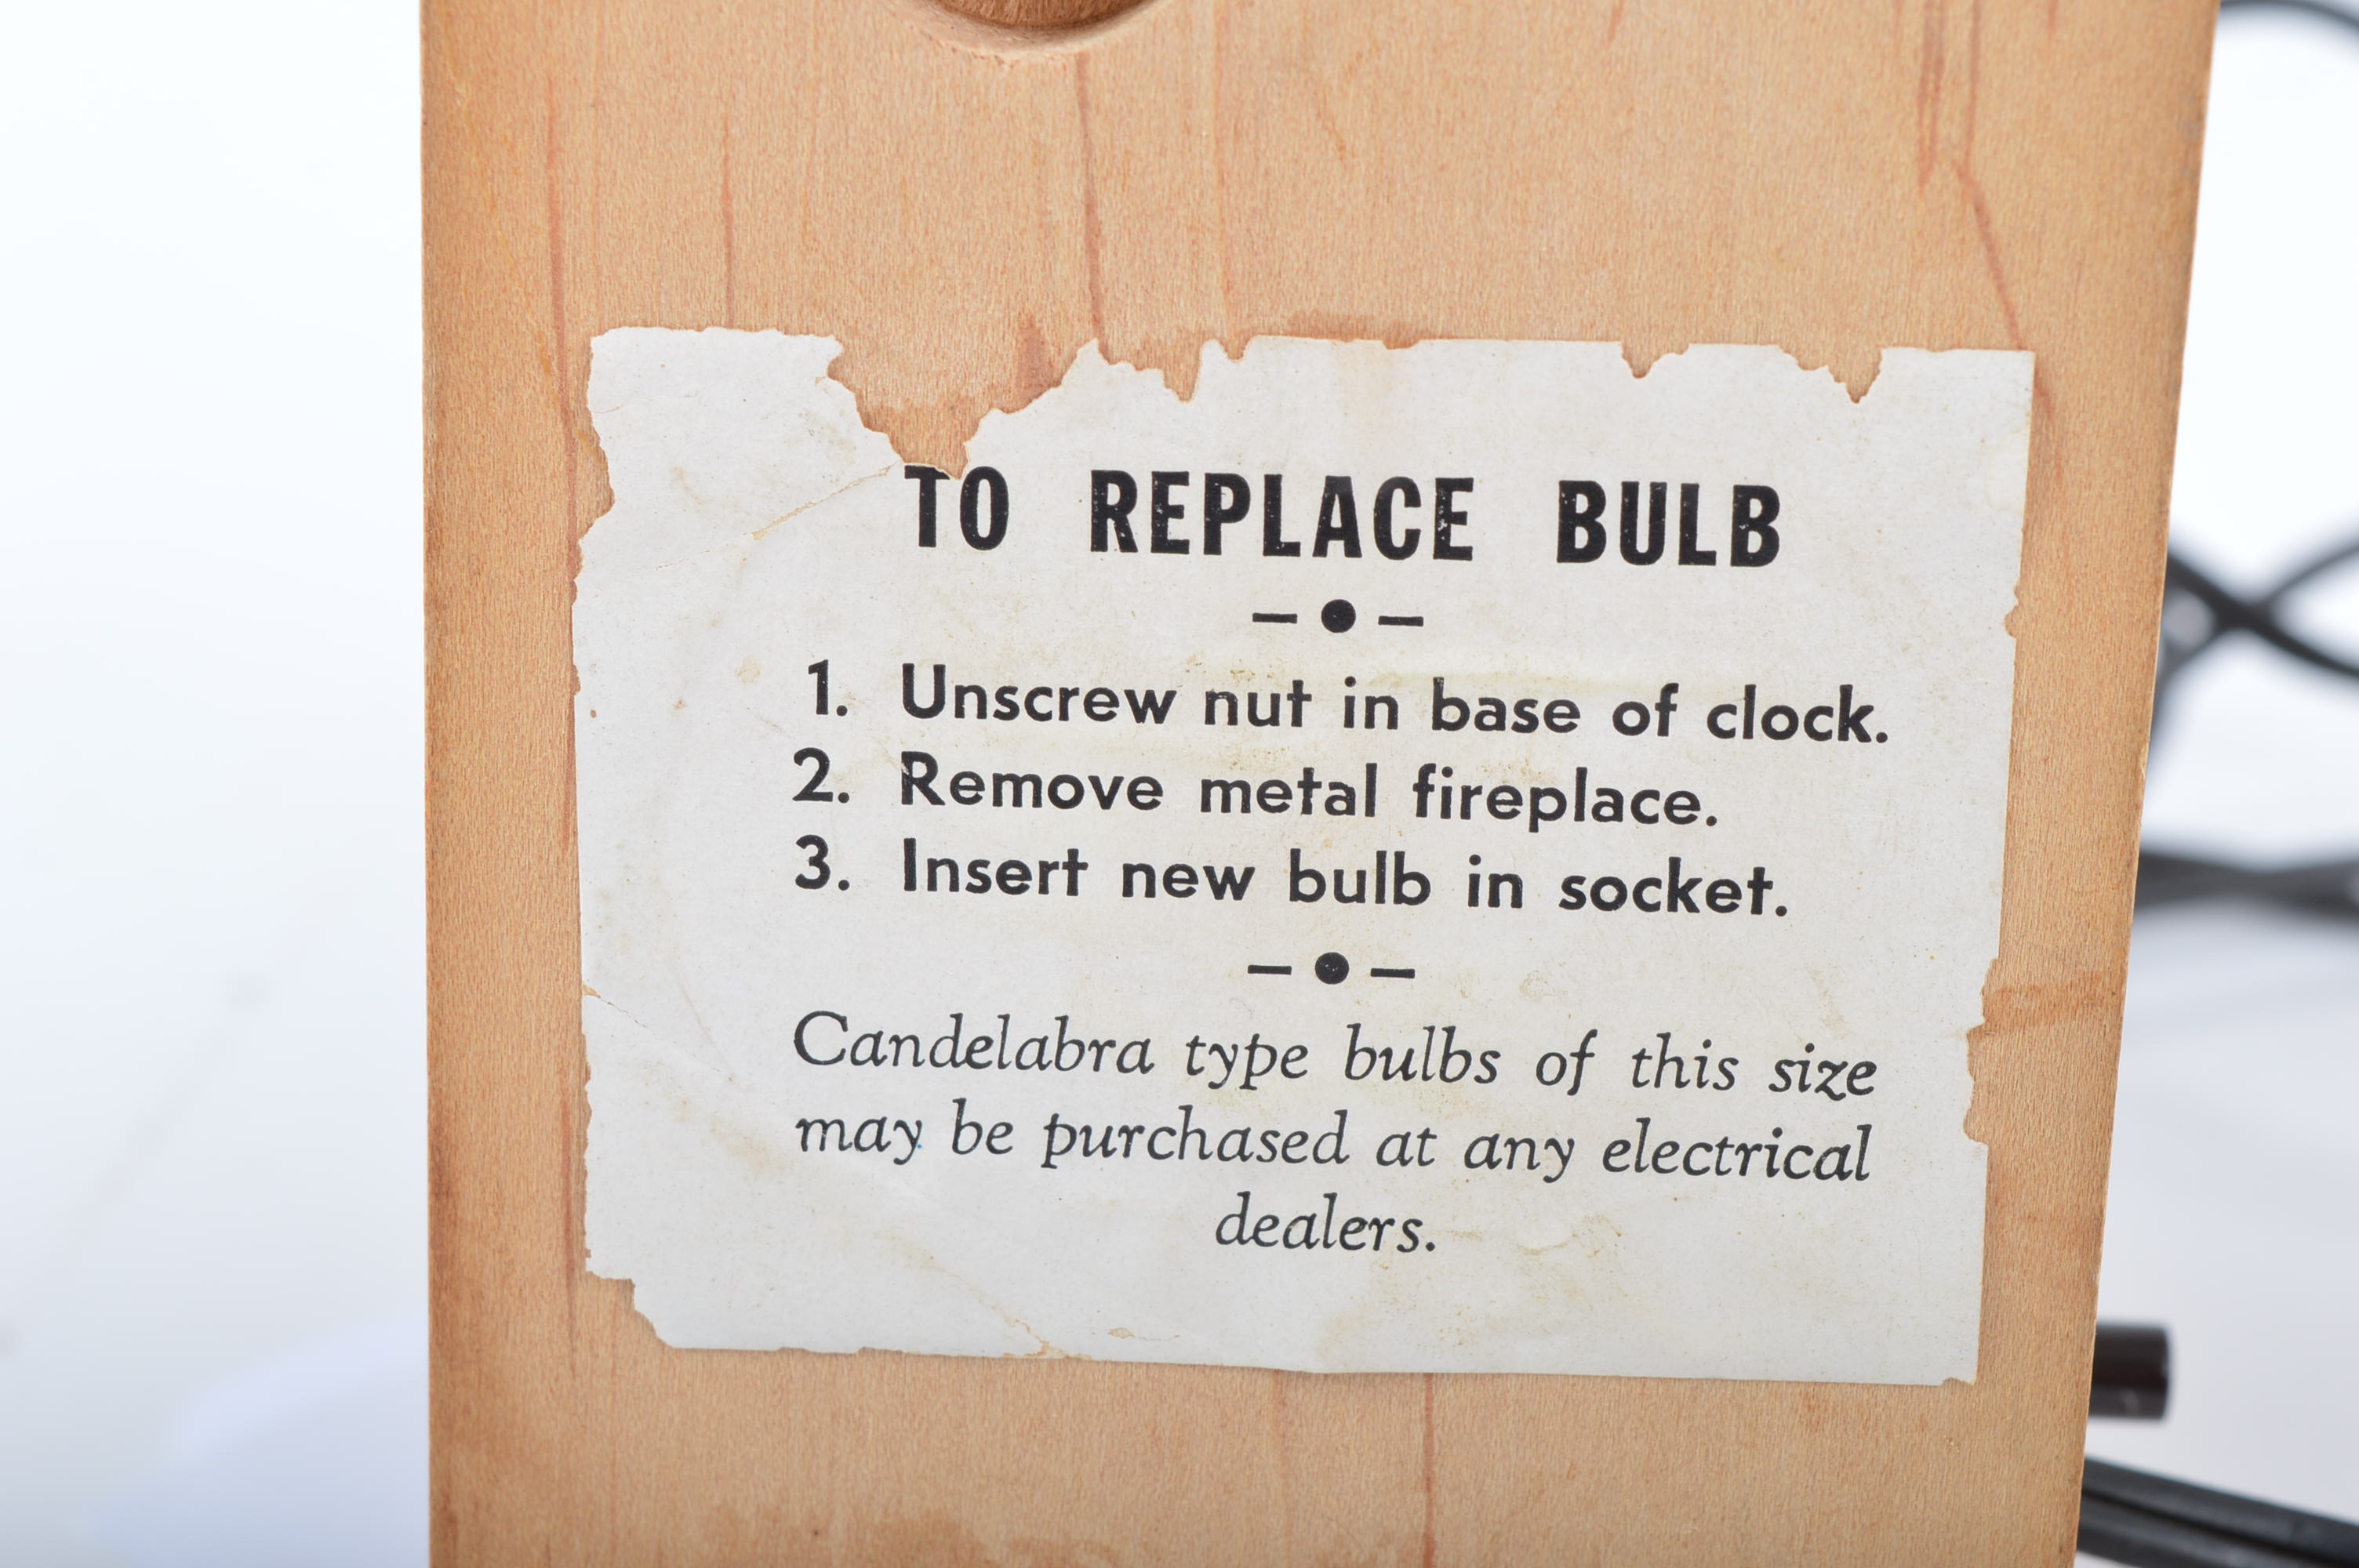 TO REPLACE BULB
1. Unscrew nut in base of clock.
2. Remove metal fireplace.
3. Insert new bulb in socket.
Candelabra type bulbs of this size
may be purchased at any electrical
dealers.